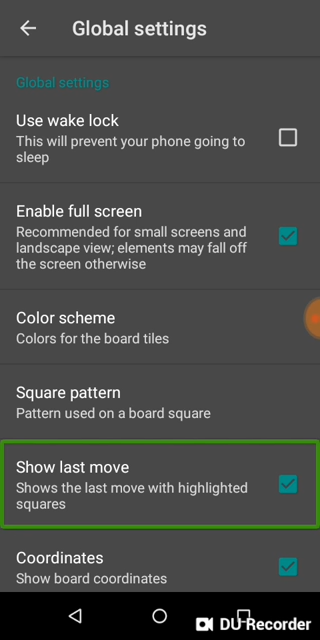 Global settings
Global settings
Use wake lock
This will prevent your phone going to
sleep
Enable full screen
Recommended for small screens and
landscape view; elements may fall off
the screen otherwise
Color scheme
Colors for the board tiles
Square pattern
Pattern used on a board square
Show last move
Shows the last move with highlighted
squares
Coordinates
Show board coordinates
DU Recorder